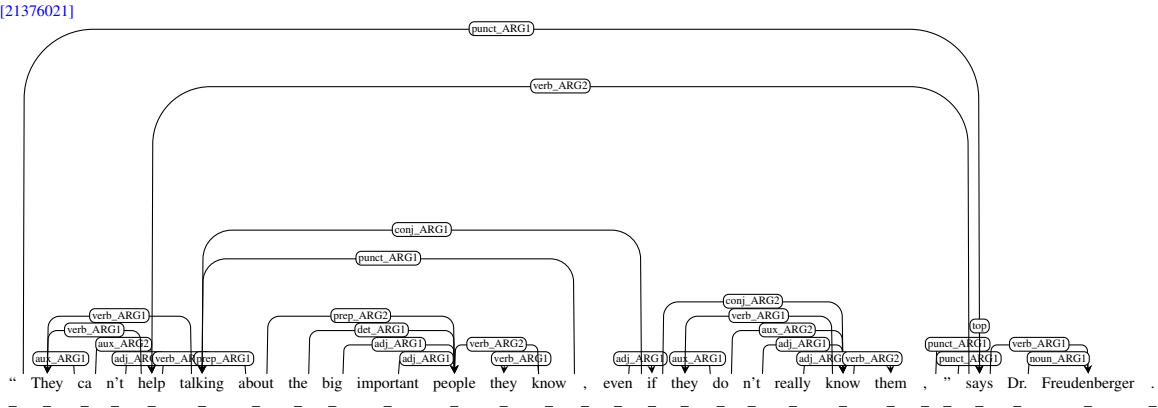 [21376021]
punct_ARG1
verb_ARG2
conj_ARG1
punct_ARG1
conj_ARG2
verb_ARG1 prep_ARG2 verb_ARG1
top
verb_ARG1 det_ARG1 aux_ARG2
aux_ARG2 adj_ARG1 verb_ARG2 adj_ARG1 punct_ARG1 verb_ARG1
aux_ARG1 prep_ARG1 adj_ARG1 verb_ARG1 adj_ARG1 aux_ARG1 verb_ARG2 punct_ARG1 noun_ARG1
“ They ca n't help talking about the big important people they know , even if they do n't really know them , ” says Dr. Freudenberger .
_ _ _ _ _ _ _ _ _ _ _ _ _ _ _ _ _ _ _ _ _ _ _ _ _ _ _ _